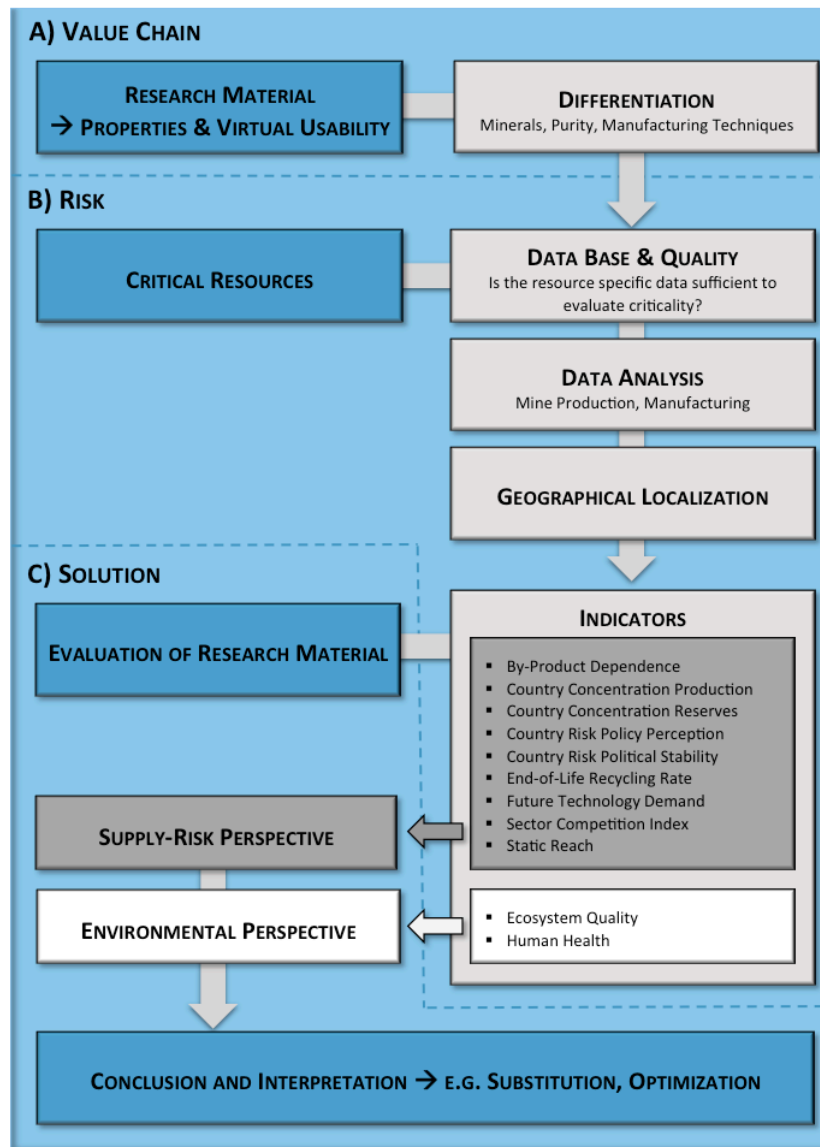 A) VALUE CHAIN
RESEARCH MATERIAL
→ PROPERTIES & VIRTUAL USABILITY
DIFFERENTIATION
Minerals, Purity, Manufacturing Techniques
B) RISK
CRITICAL RESOURCES
DATA BASE & QUALITY
Is the resource specific data sufficient to
evaluate criticality?
DATA ANALYSIS
Mine Production, Manufacturing
GEOGRAPHICAL LOCALIZATION
C) SOLUTION
EVALUATION OF RESEARCH MATERIAL
INDICATORS
▪ By-Product Dependence
▪ Country Concentration Production
▪ Country Concentration Reserves
▪ Country Risk Policy Perception
▪ Country Risk Political Stability
▪ End-of-Life Recycling Rate
▪ Future Technology Demand
▪ Sector Competition Index
▪ Static Reach
SUPPLY-RISK PERSPECTIVE
▪ Ecosystem Quality
▪ Human Health
ENVIRONMENTAL PERSPECTIVE
CONCLUSION AND INTERPRETATION → E.G. SUBSTITUTION, OPTIMIZATION